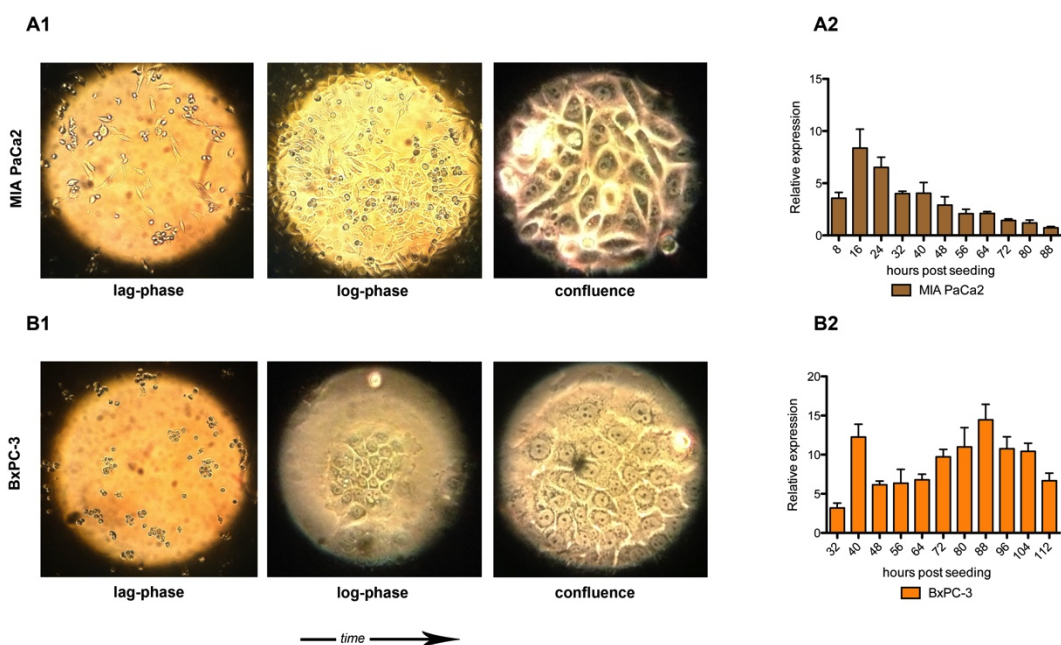 A1
MIA PaCa2
lag-phase
log-phase
confluence
A2
Relative expression
15
10
5
0
8 16 24 32 40 48 56 64 72 80 88
hours post seeding
MIA PaCa2
B1
BxPC-3
lag-phase
log-phase
confluence
time
B2
Relative expression
20
15
10
5
0
32 40 48 56 64 72 80 88 96 104 112
hours post seeding
BxPC-3